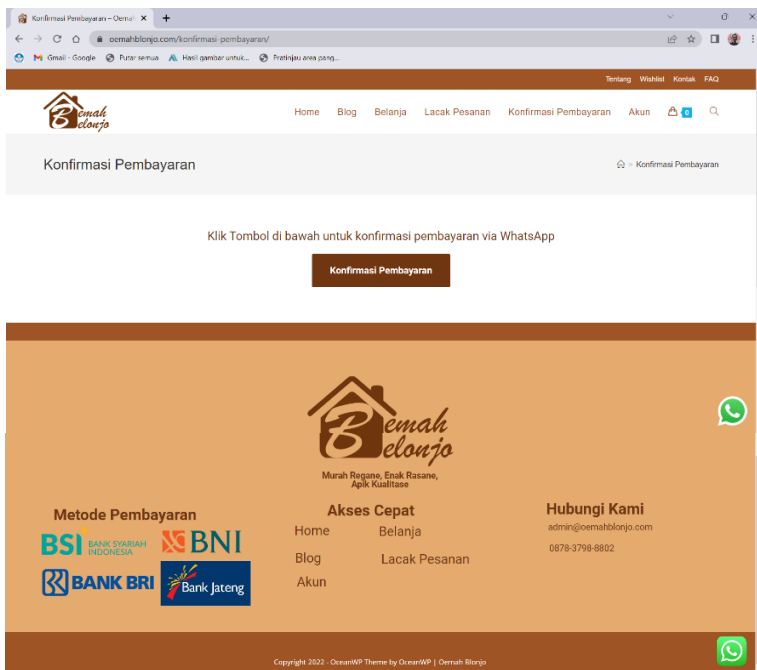 Konfirmasi Pembayaran – Oemah
oemahblonjo.com/konfirmasi-pembayaran/
Gmail - Google Putar semua Hasil gambar untuk... Pratinjau area pang...
Tentang Wishlist Kontak FAQ
Bemah
Belonjo
Home Blog Belanja Lacak Pesanan Konfirmasi Pembayaran Akun 0
Konfirmasi Pembayaran
» Konfirmasi Pembayaran
Klik Tombol di bawah untuk konfirmasi pembayaran via WhatsApp
Konfirmasi Pembayaran
Bemah
Belonjo
Murah Regane, Enak Rasane,
Apik Kualitase
Metode Pembayaran
BSI BANK SYARIAH
INDONESIA
BNI
BANK BRI
Bank Jateng
Akses Cepat
Home Belanja
Blog Lacak Pesanan
Akun
Hubungi Kami
admin@oemahblonjo.com
0878-3798-8802
Copyright 2022 - OceanWP Theme by OceanWP | Oemah Blonjo